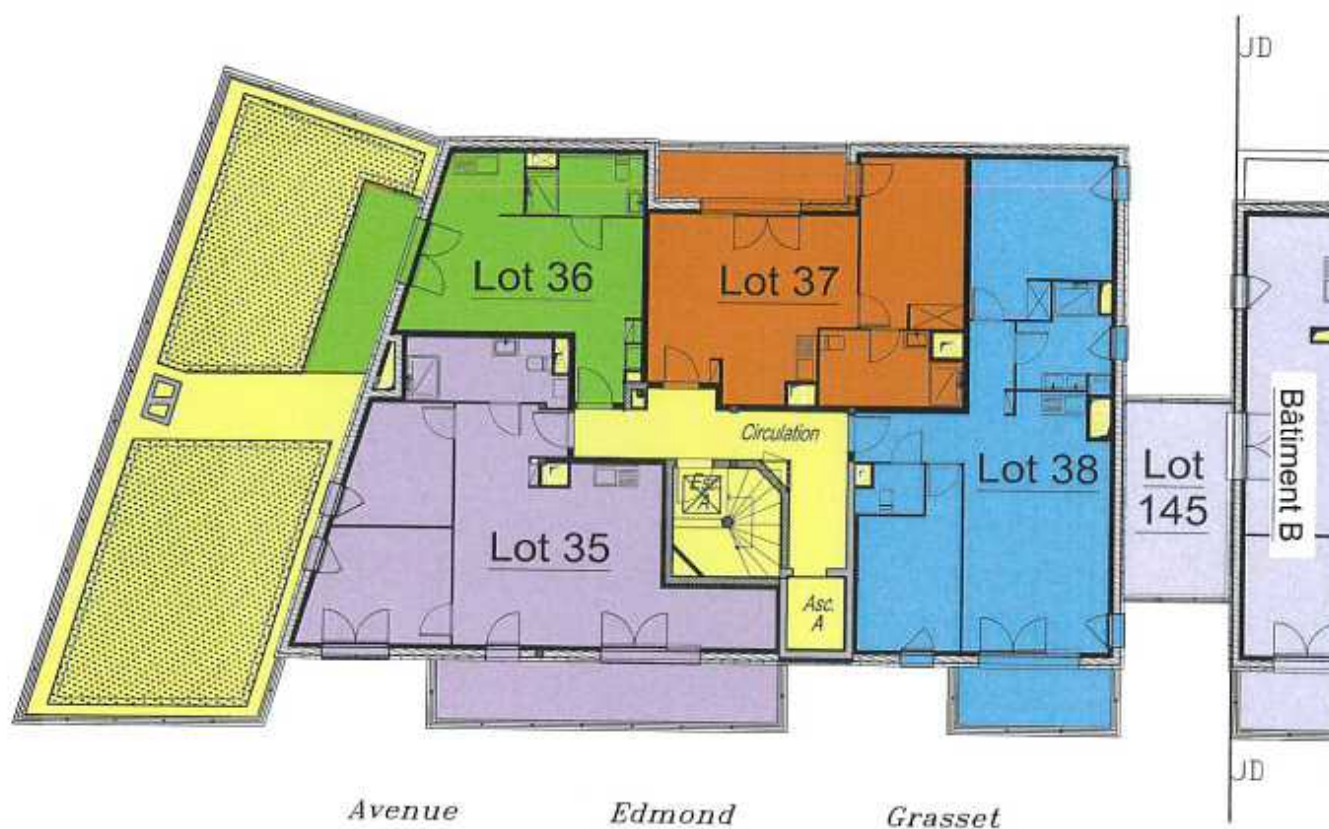 JD
Lot 36
Lot 37
Circulation
Lot 38
Lot
145
Bâtiment B
Esc.
A
Lot 35
Asc.
A
JD
Avenue Edmond Grasset